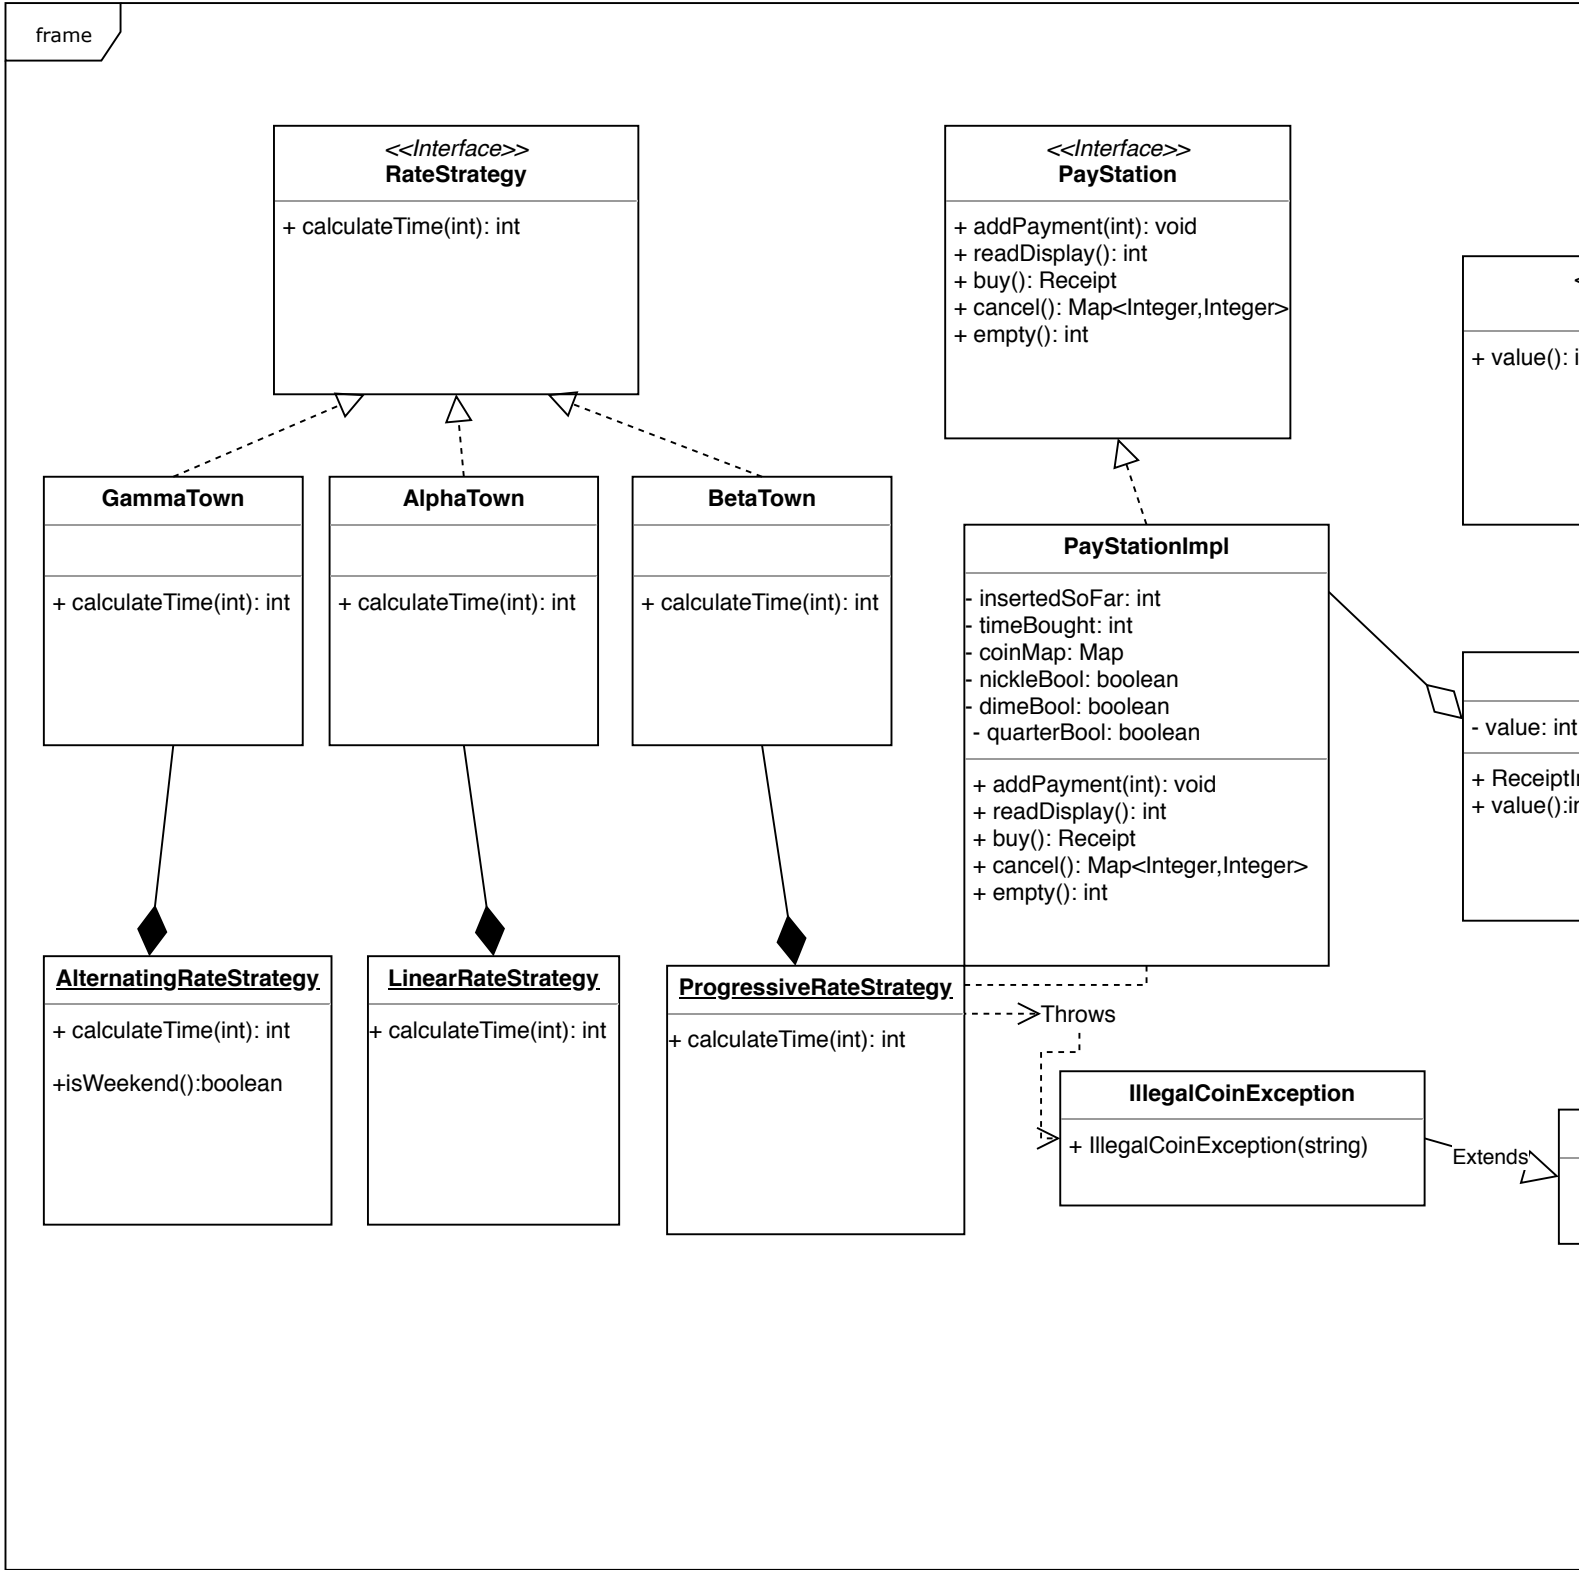 frame
<<Interface>>
RateStrategy
+ calculateTime(int): int
<<Interface>>
PayStation
+ addPayment(int): void
+ readDisplay(): int
+ buy(): Receipt
+ cancel(): Map<Integer,Integer>
+ empty(): int
+ value():
GammaTown
+ calculateTime(int): int
AlphaTown
+ calculateTime(int): int
BetaTown
+ calculateTime(int): int
PayStationImpl
- insertedSoFar: int
- timeBought: int
- coinMap: Map
- nickleBool: boolean
- dimeBool: boolean
- quarterBool: boolean
+ addPayment(int): void
+ readDisplay(): int
+ buy(): Receipt
+ cancel(): Map<Integer,Integer>
+ empty(): int
- value: int
+
+ value():
AlternatingRateStrategy
+ calculateTime(int): int
+isWeekend():boolean
LinearRateStrategy
+ calculateTime(int): int
ProgressiveRateStrategy
+ calculateTime(int): int
Throws
IllegalCoinException
+ IllegalCoinException(string)
Extends